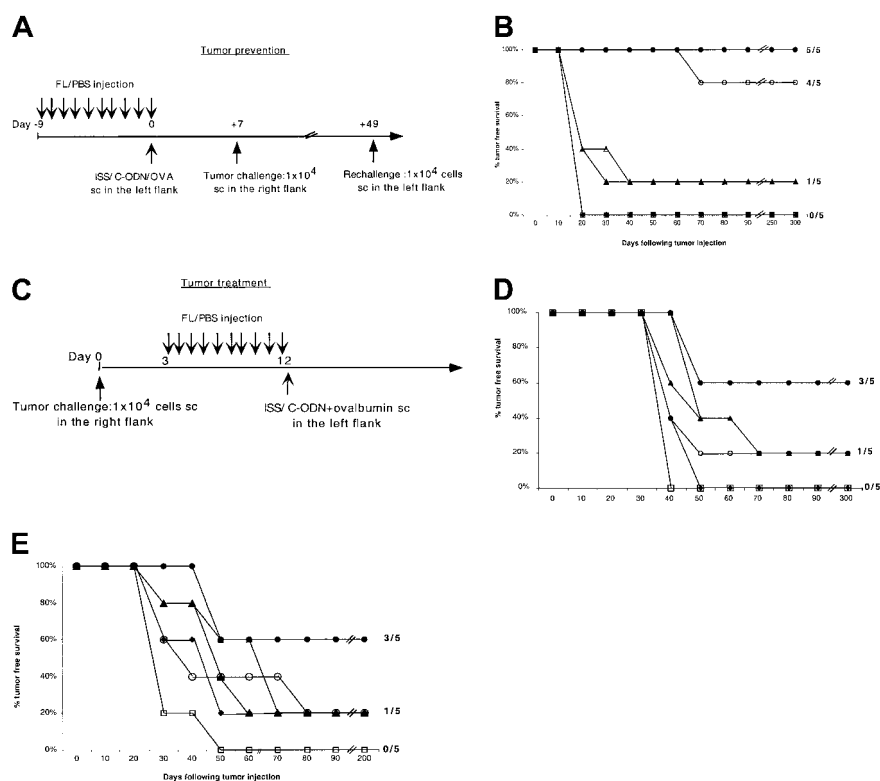 A
Tumor prevention
FL/PBS injection
Day -9 0 +7 +49
ISS/ C-ODN/OVA
sc in the left flank
Tumor challenge:1x10⁴
sc in the right flank
Rechallenge :1x10⁴ cells
sc in the left flank
B
% tumor free survival
100%
80%
60%
40%
20%
0%
5/5
4/5
1/5
0/5
0 10 20 30 40 50 60 70 80 90 250 300
Days following tumor injection
C
Tumor treatment
FL/PBS injection
Day 0 3 12
Tumor challenge:1x10⁴ cells sc
in the right flank
ISS/ C-ODN+ovalbumin sc
in the left flank
D
% tumor free survival
100%
80%
60%
40%
20%
0%
3/5
1/5
0/5
0 10 20 30 40 50 60 70 80 90 300
Days following tumor injection
E
% tumor free survival
100%
80%
60%
40%
20%
0%
3/5
1/5
0/5
0 10 20 30 40 50 60 70 80 90 200
Days following tumor injection